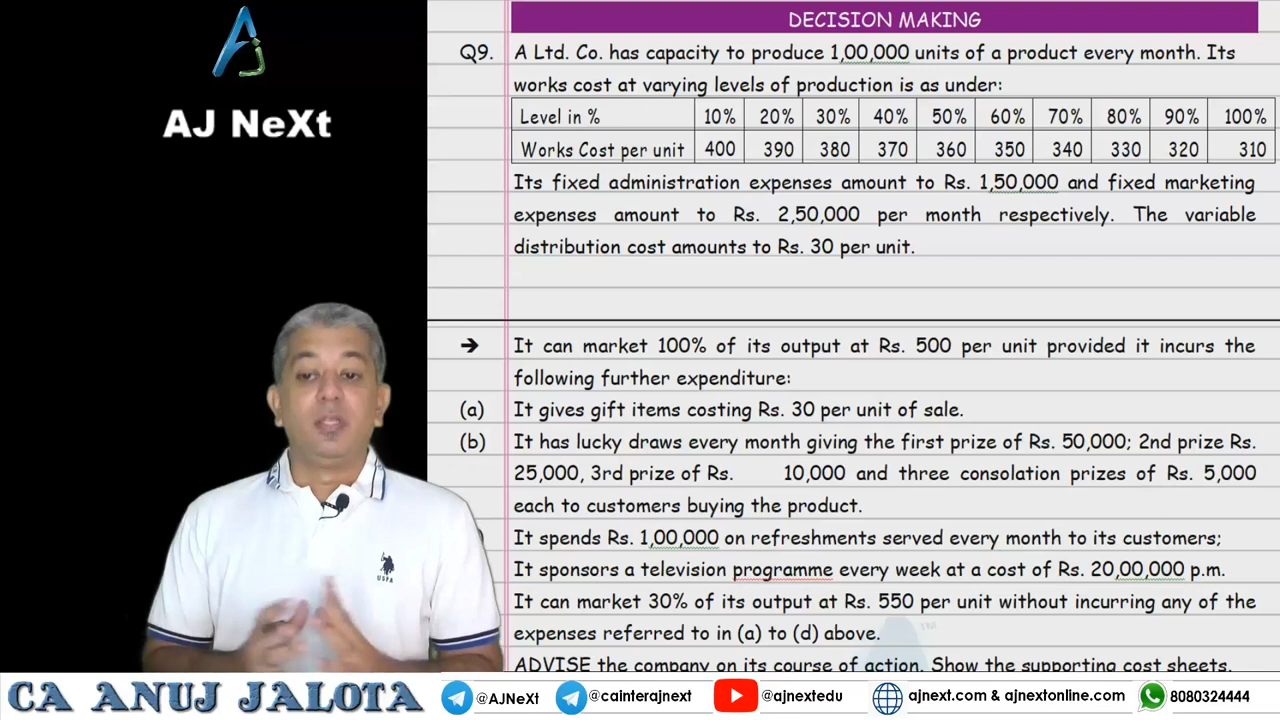 AJ NeXt
DECISION MAKING
Q9. A Ltd. Co. has capacity to produce 1,00,000 units of a product every month. Its
works cost at varying levels of production is as under:
Level in % 10% 20% 30% 40% 50% 60% 70% 80% 90% 100%
Works Cost per unit 400 390 380 370 360 350 340 330 320 310
Its fixed administration expenses amount to Rs. 1,50,000 and fixed marketing
expenses amount to Rs. 2,50,000 per month respectively. The variable
distribution cost amounts to Rs. 30 per unit.
➔ It can market 100% of its output at Rs. 500 per unit provided it incurs the
following further expenditure:
(a) It gives gift items costing Rs. 30 per unit of sale.
(b) It has lucky draws every month giving the first prize of Rs. 50,000; 2nd prize Rs.
25,000, 3rd prize of Rs. 10,000 and three consolation prizes of Rs. 5,000
each to customers buying the product.
It spends Rs. 1,00,000 on refreshments served every month to its customers;
It sponsors a television programme every week at a cost of Rs. 20,00,000 p.m.
It can market 30% of its output at Rs. 550 per unit without incurring any of the
expenses referred to in (a) to (d) above.
ADVISE the company on its course of action. Show the supporting cost sheets.
USPA
CA ANUJ JALOTA @AJNeXt @cainterajnext @ajnextedu ajnext.com & ajnextonline.com 8080324444